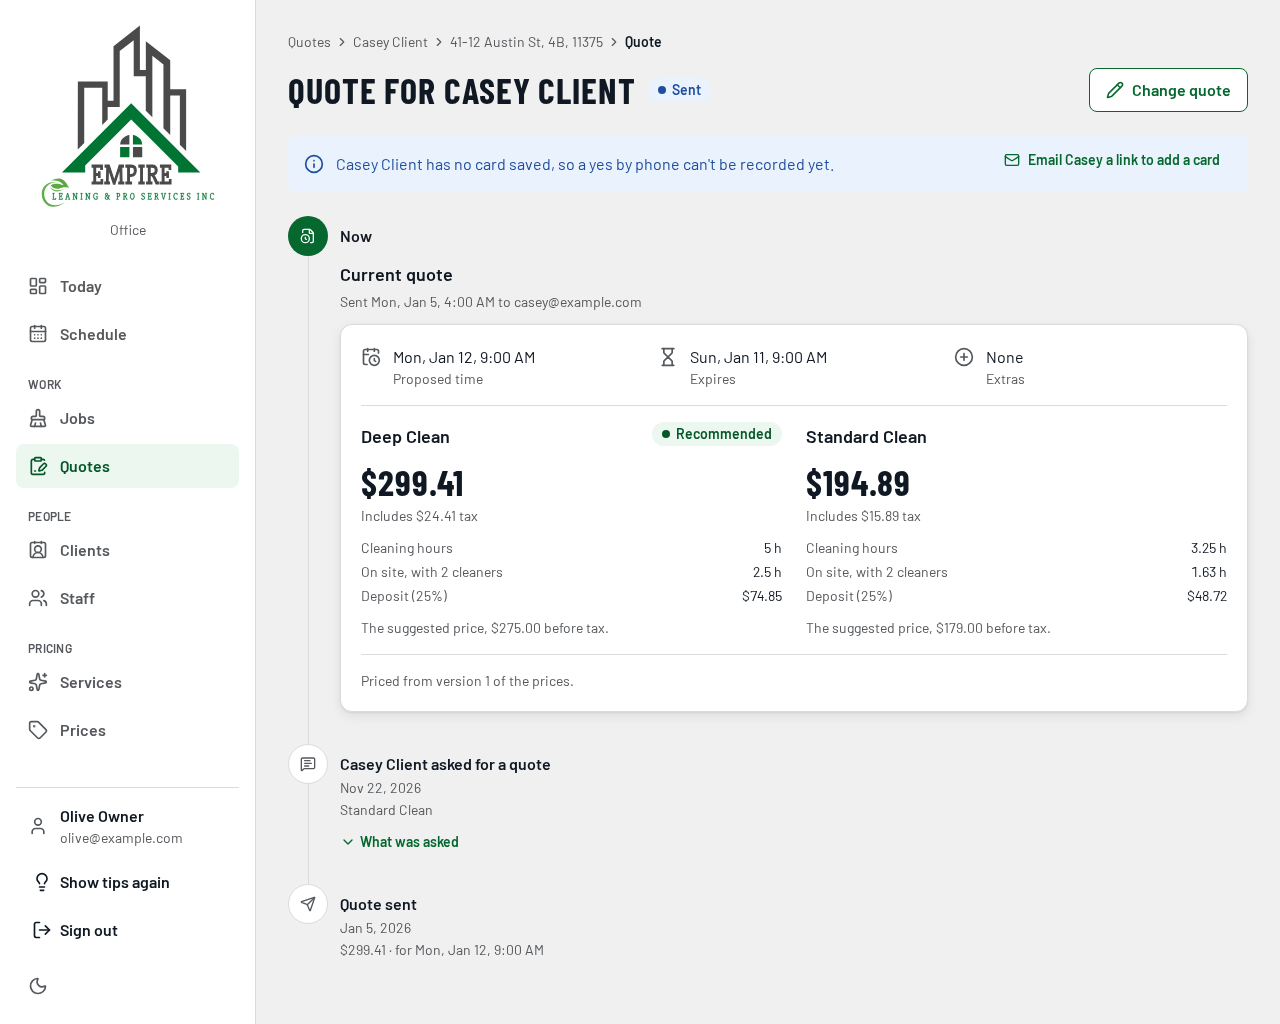 EMPIRE
CLEANING & PRO SERVICES INC
Office
Today
Schedule
WORK
Jobs
Quotes
PEOPLE
Clients
Staff
PRICING
Services
Prices
Olive Owner
olive@example.com
Show tips again
Sign out
Quotes > Casey Client > 41-12 Austin St, 4B, 11375 > Quote
QUOTE FOR CASEY CLIENT
Sent
Change quote
Casey Client has no card saved, so a yes by phone can't be recorded yet.
Email Casey a link to add a card
Now
Current quote
Sent Mon, Jan 5, 4:00 AM to casey@example.com
Mon, Jan 12, 9:00 AM
Proposed time
Sun, Jan 11, 9:00 AM
Expires
None
Extras
Deep Clean
Recommended
$299.41
Includes $24.41 tax
Cleaning hours 5 h
On site, with 2 cleaners 2.5 h
Deposit (25%) $74.85
The suggested price, $275.00 before tax.
Standard Clean
$194.89
Includes $15.89 tax
Cleaning hours 3.25 h
On site, with 2 cleaners 1.63 h
Deposit (25%) $48.72
The suggested price, $179.00 before tax.
Priced from version 1 of the prices.
Casey Client asked for a quote
Nov 22, 2026
Standard Clean
What was asked
Quote sent
Jan 5, 2026
$299.41 · for Mon, Jan 12, 9:00 AM